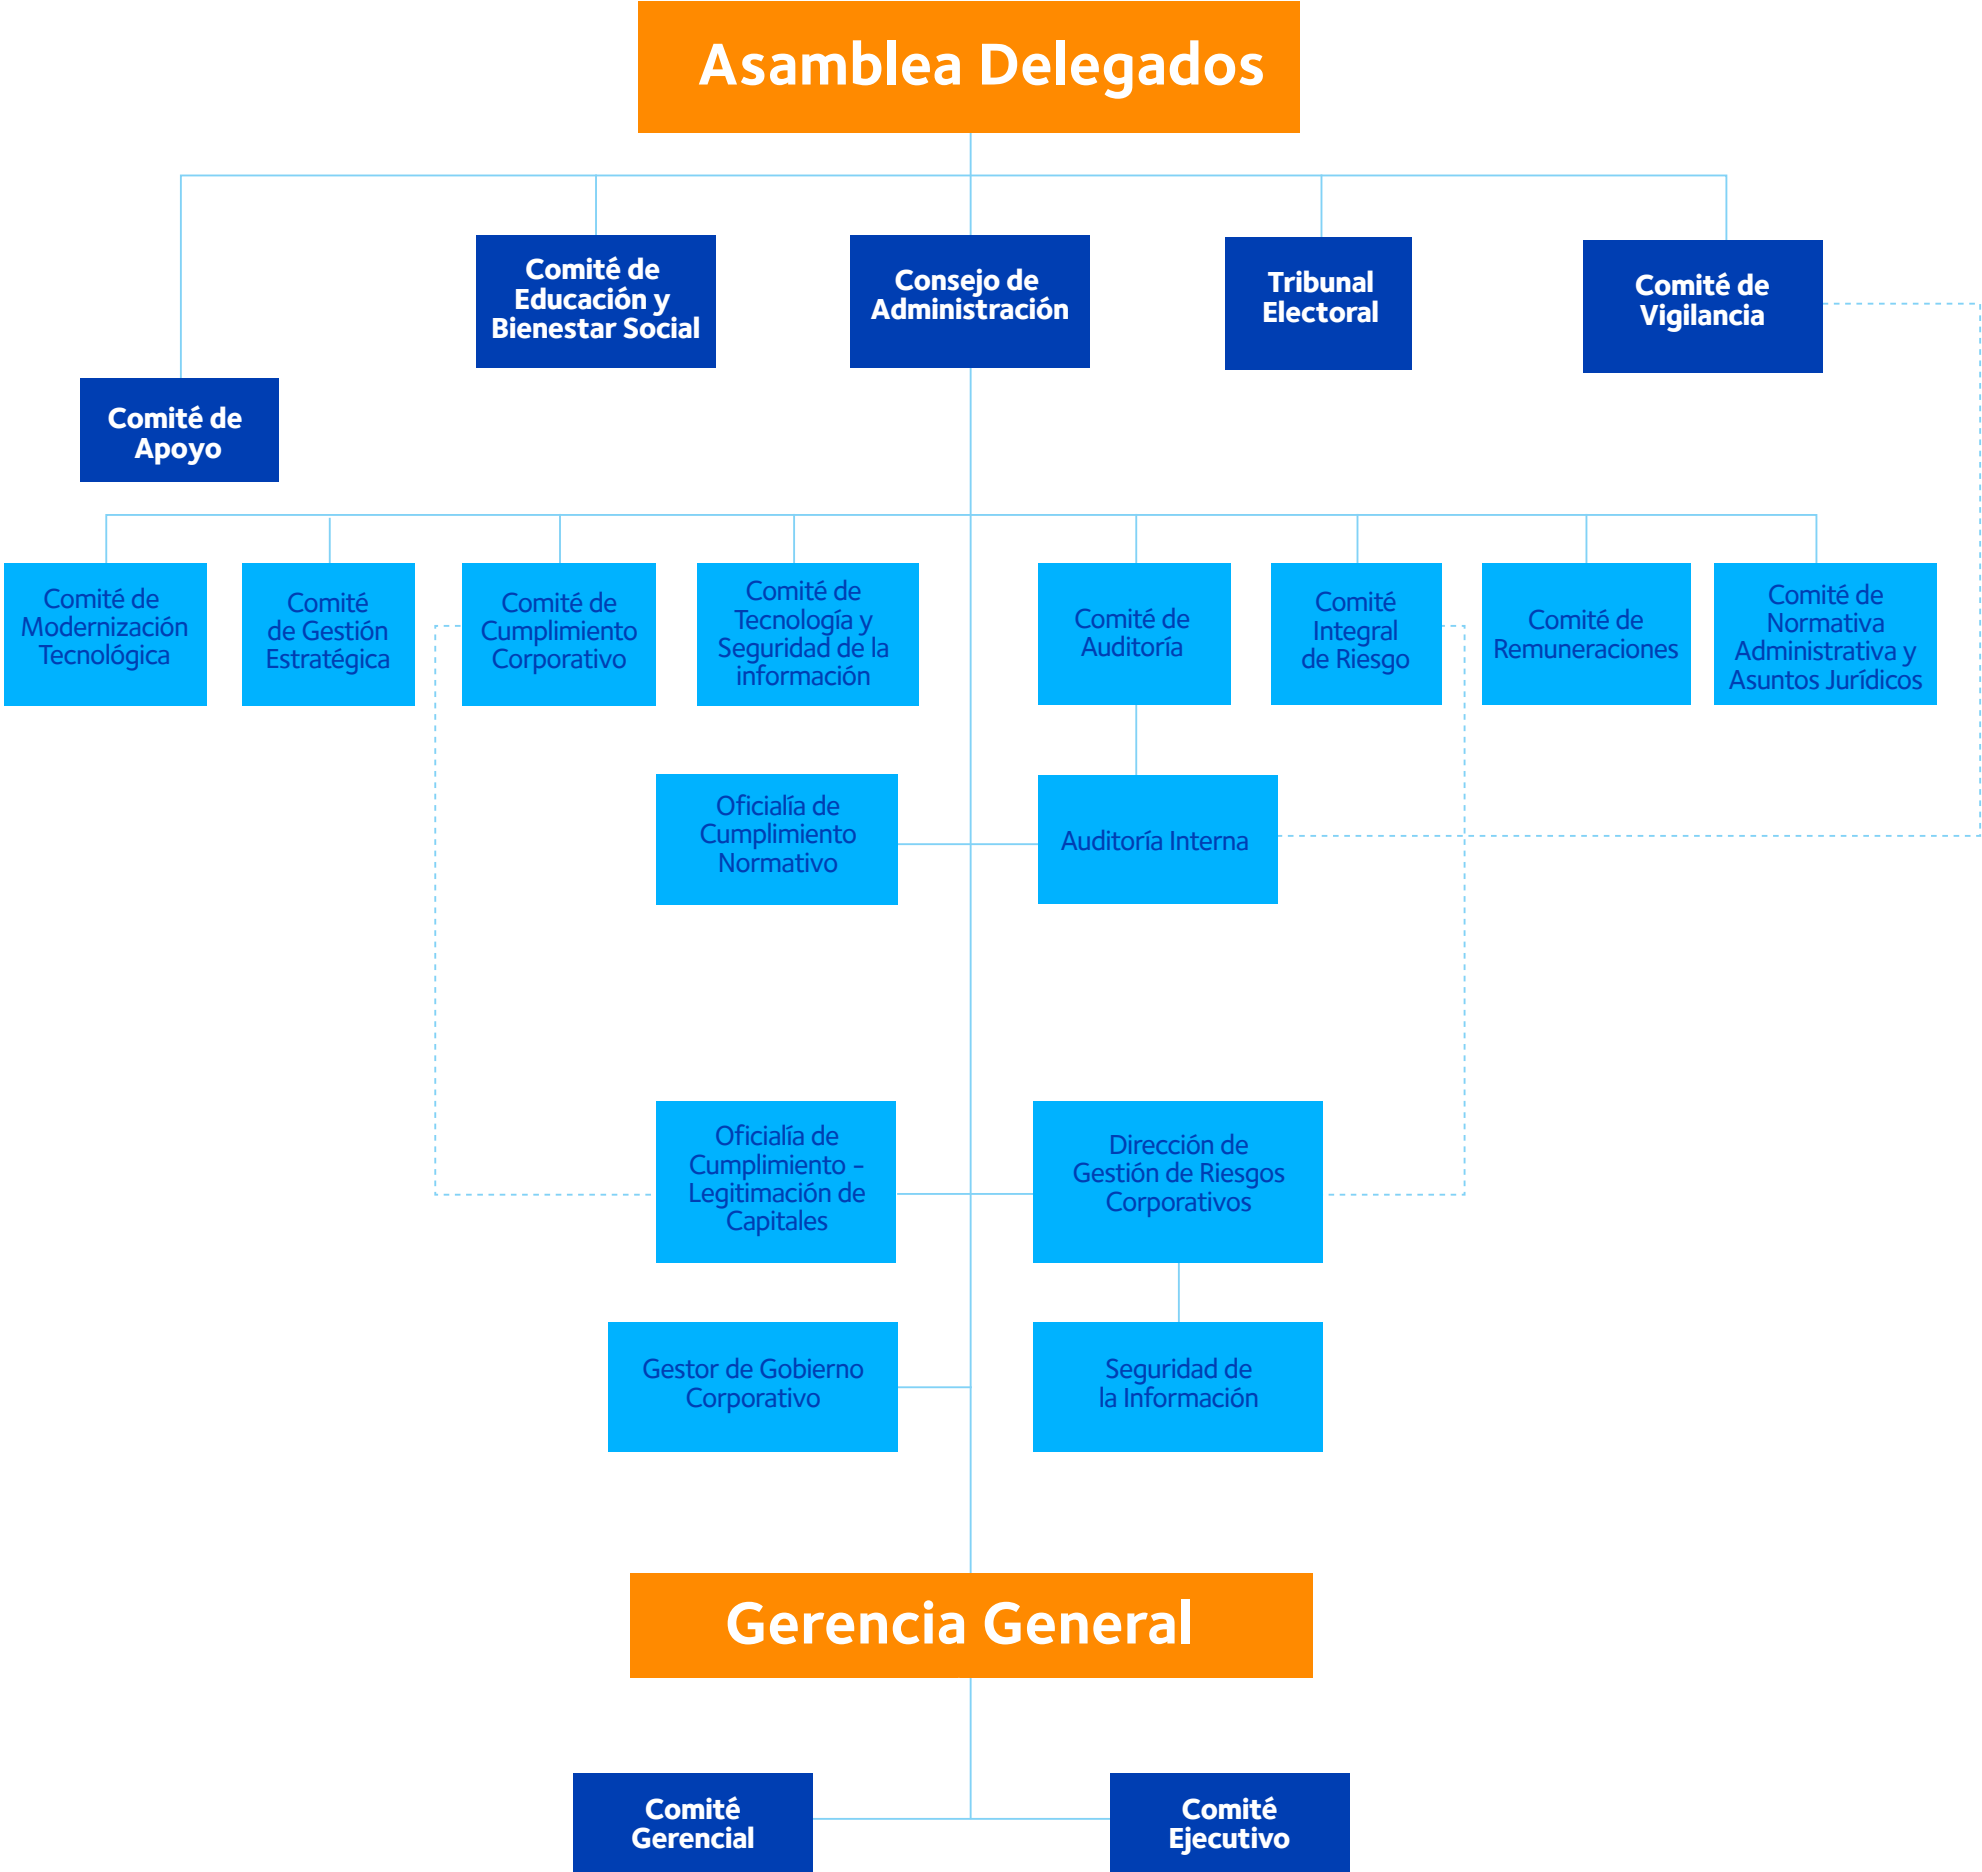 Asamblea Delegados
Comité de
Educación y
Bienestar Social
Consejo de
Administración
Tribunal
Electoral
Comité de
Vigilancia
Comité de
Apoyo
Comité de
Modernización
Tecnológica
Comité
de Gestión
Estratégica
Comité de
Cumplimiento
Corporativo
Comité de
Tecnología y
Seguridad de la
información
Comité de
Auditoría
Comité
Integral
de Riesgo
Comité de
Remuneraciones
Comité de
Normativa
Administrativa y
Asuntos Jurídicos
Oficialía de
Cumplimiento
Normativo
Auditoría Interna
Oficialía de
Cumplimiento –
Legitimación de
Capitales
Dirección de
Gestión de Riesgos
Corporativos
Gestor de Gobierno
Corporativo
Seguridad de
la Información
Gerencia General
Comité
Gerencial
Comité
Ejecutivo